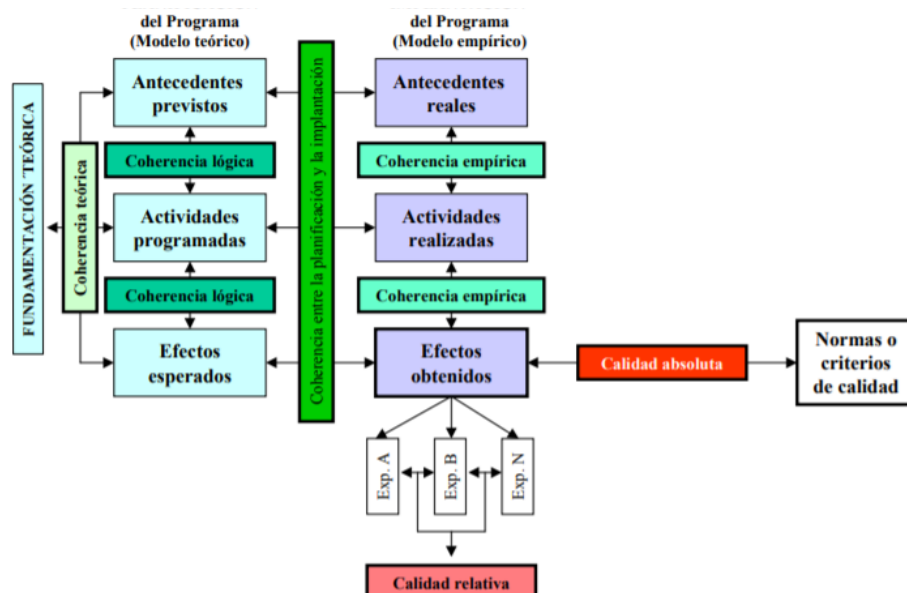 del Programa
(Modelo teórico)
del Programa
(Modelo empírico)
FUNDAMENTACIÓN TEÓRICA
Coherencia teórica
Antecedentes
previstos
Coherencia lógica
Actividades
programadas
Coherencia lógica
Efectos
esperados
Coherencia entre la planificación y la implantación
Antecedentes
reales
Coherencia empírica
Actividades
realizadas
Coherencia empírica
Efectos
obtenidos
Calidad absoluta
Normas o
criterios
de calidad
Exp. A
Exp. B
Exp. N
Calidad relativa